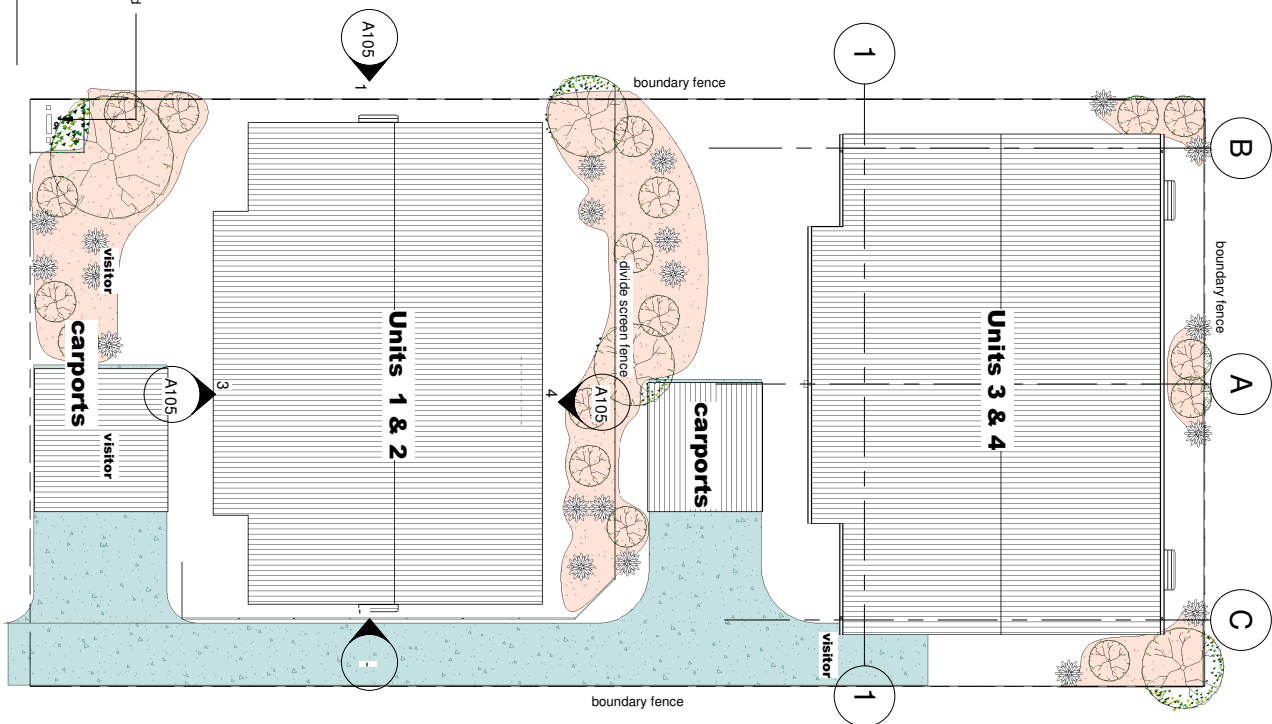 A105
1
boundary fence
1
B
visitor
divide screen fence
boundary fence
carports
Units 1 & 2
Units 3 & 4
A105
3
4
A105
carports
A
visitor
C
visitor
1
boundary fence